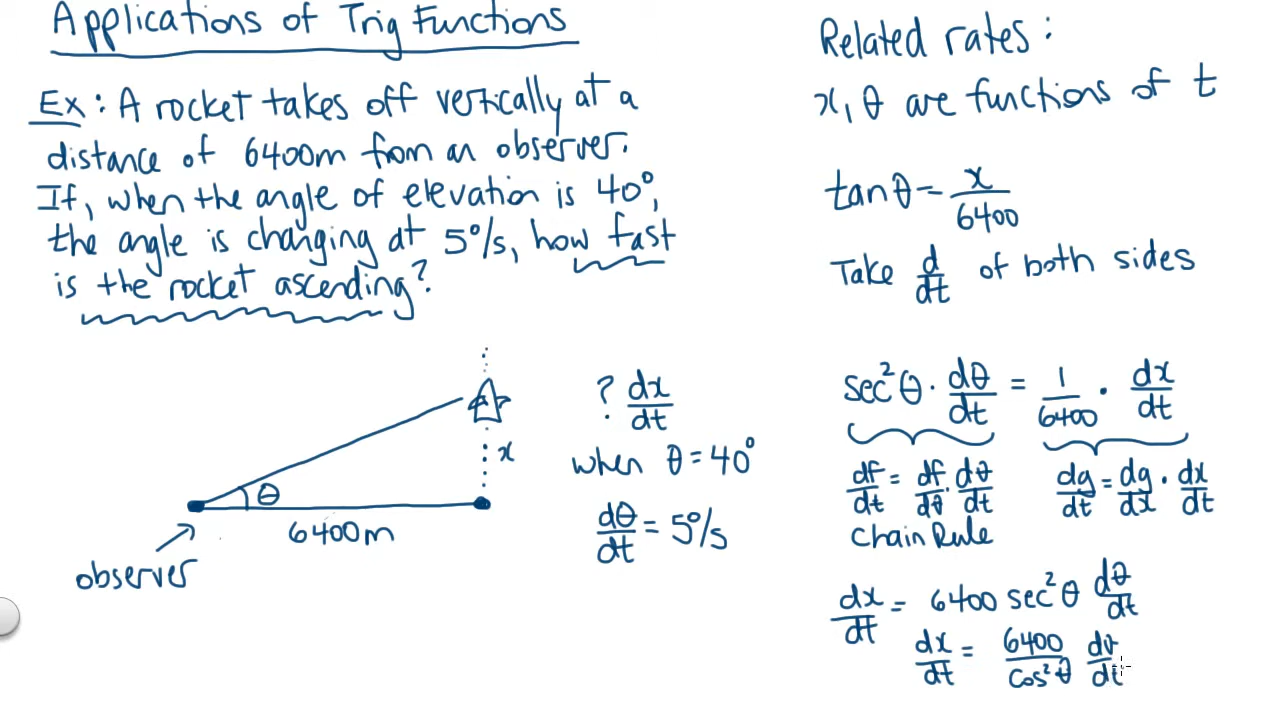 Applications of Trig Functions
Ex: A rocket takes off vertically at a
distance of 6400m from an observer.
If, when the angle of elevation is 40°,
the angle is changing at 5°/s, how fast
is the rocket ascending?
θ
x
6400m
observer
? dx/dt
when θ = 40°
dθ/dt = 5°/s
Related rates:
x, θ are functions of t
tanθ = x/6400
Take d/dt of both sides
sec²θ · dθ/dt = 1/6400 · dx/dt
df/dt = df/dθ · dθ/dt
dg/dt = dg/dx · dx/dt
Chain Rule
dx/dt = 6400 sec²θ dθ/dt
dx/dt = 6400/cos²θ dθ/dt